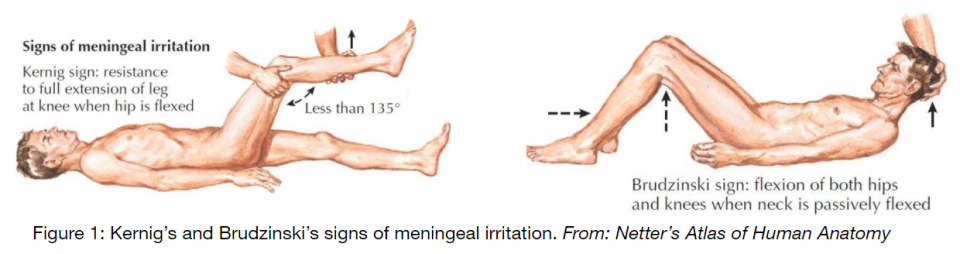 Signs of meningeal irritation
Kernig sign: resistance
to full extension of leg
at knee when hip is flexed
Less than 135°
Brudzinski sign: flexion of both hips
and knees when neck is passively flexed
Figure 1: Kernig’s and Brudzinski’s signs of meningeal irritation. From: Netter’s Atlas of Human Anatomy